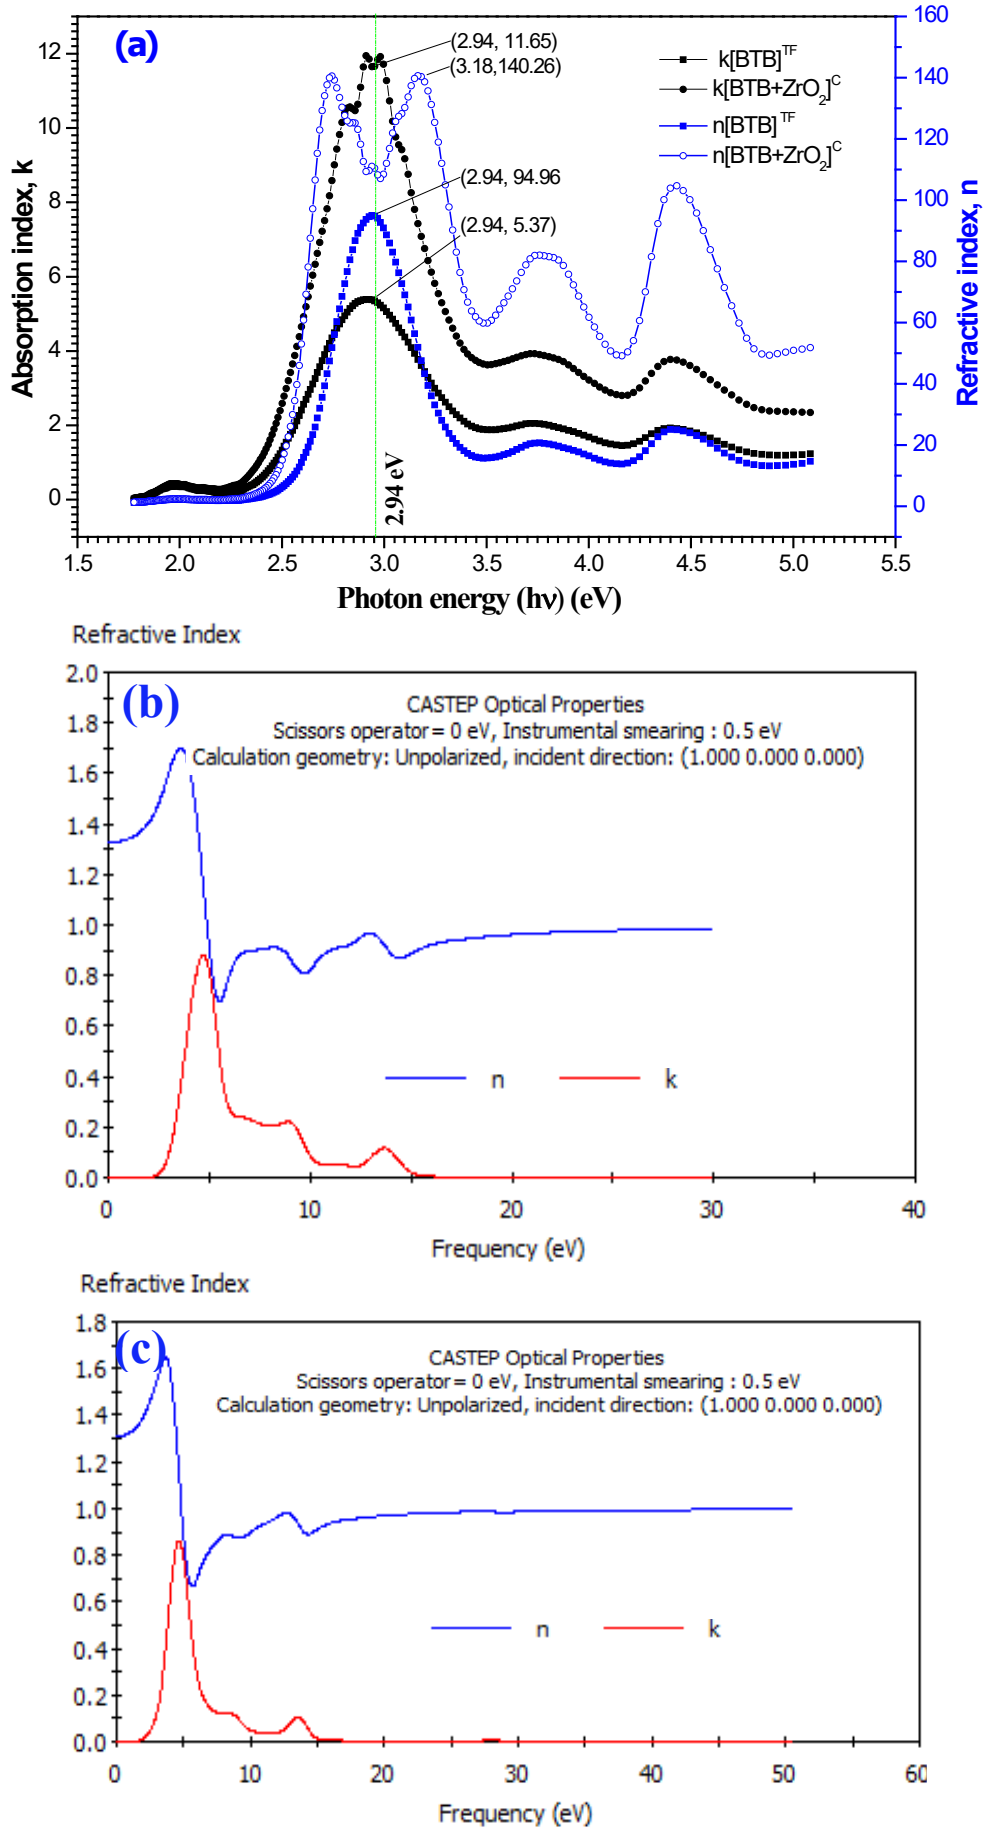 (a)
(2.94, 11.65)
(3.18,140.26)
(2.94, 94.96
(2.94, 5.37)
k[BTB]^TF
k[BTB+ZrO₂]^C
n[BTB]^TF
n[BTB+ZrO₂]^C
Absorption index, k
12
10
8
6
4
2
0
Refractive index, n
160
140
120
100
80
60
40
20
0
2.94 eV
1.5 2.0 2.5 3.0 3.5 4.0 4.5 5.0 5.5
Photon energy (hν) (eV)
Refractive Index
(b)
CASTEP Optical Properties
Scissors operator= 0 eV, Instrumental smearing : 0.5 eV
Calculation geometry: Unpolarized, incident direction: (1.000 0.000 0.000)
2.0
1.8
1.6
1.4
1.2
1.0
0.8
0.6
0.4
0.2
0.0
n k
0 10 20 30 40
Frequency (eV)
Refractive Index
(c)
CASTEP Optical Properties
Scissors operator= 0 eV, Instrumental smearing : 0.5 eV
Calculation geometry: Unpolarized, incident direction: (1.000 0.000 0.000)
1.8
1.6
1.4
1.2
1.0
0.8
0.6
0.4
0.2
0.0
n k
0 10 20 30 40 50 60
Frequency (eV)